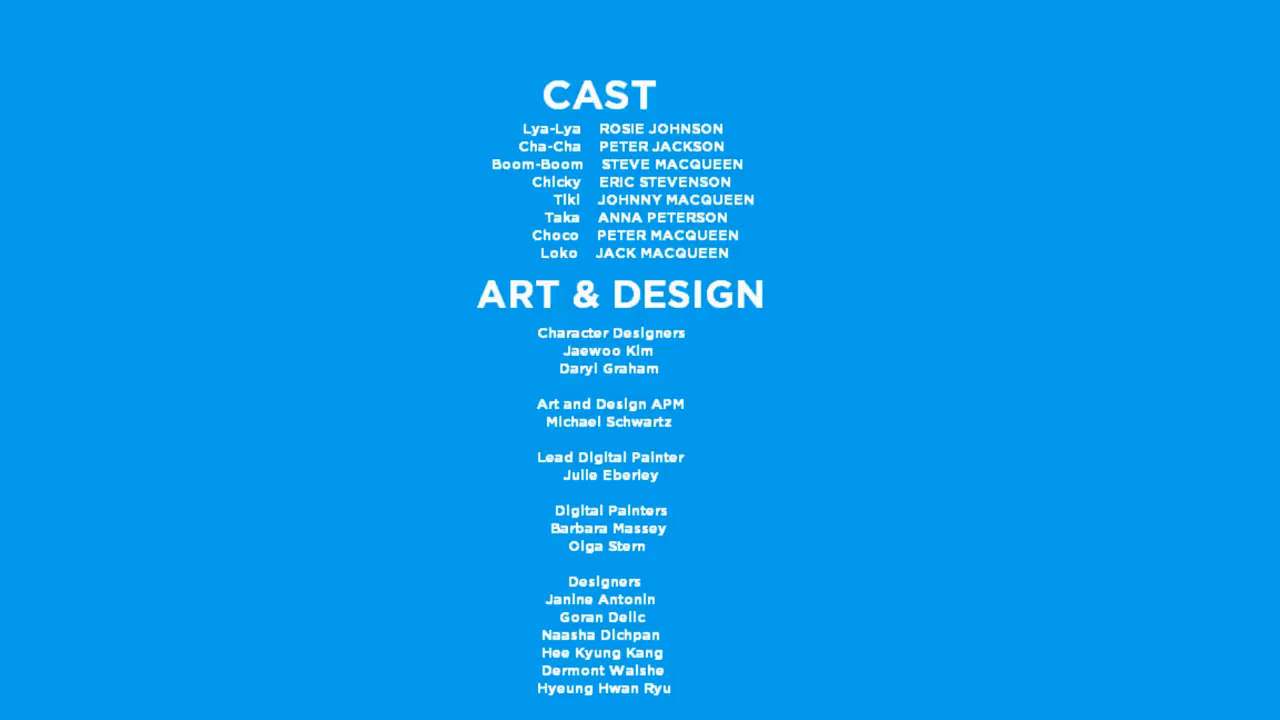 CAST
Lya-Lya ROSIE JOHNSON
Cha-Cha PETER JACKSON
Boom-Boom STEVE MACQUEEN
Chicky ERIC STEVENSON
Tiki JOHNNY MACQUEEN
Taka ANNA PETERSON
Choco PETER MACQUEEN
Loko JACK MACQUEEN
ART & DESIGN
Character Designers
Jaewoo Kim
Daryl Graham
Art and Design APM
Michael Schwartz
Lead Digital Painter
Julie Eberley
Digital Painters
Barbara Massey
Olga Stern
Designers
Janine Antonin
Goran Delic
Naasha Dichpan
Hee Kyung Kang
Dermont Walshe
Hyeung Hwan Ryu